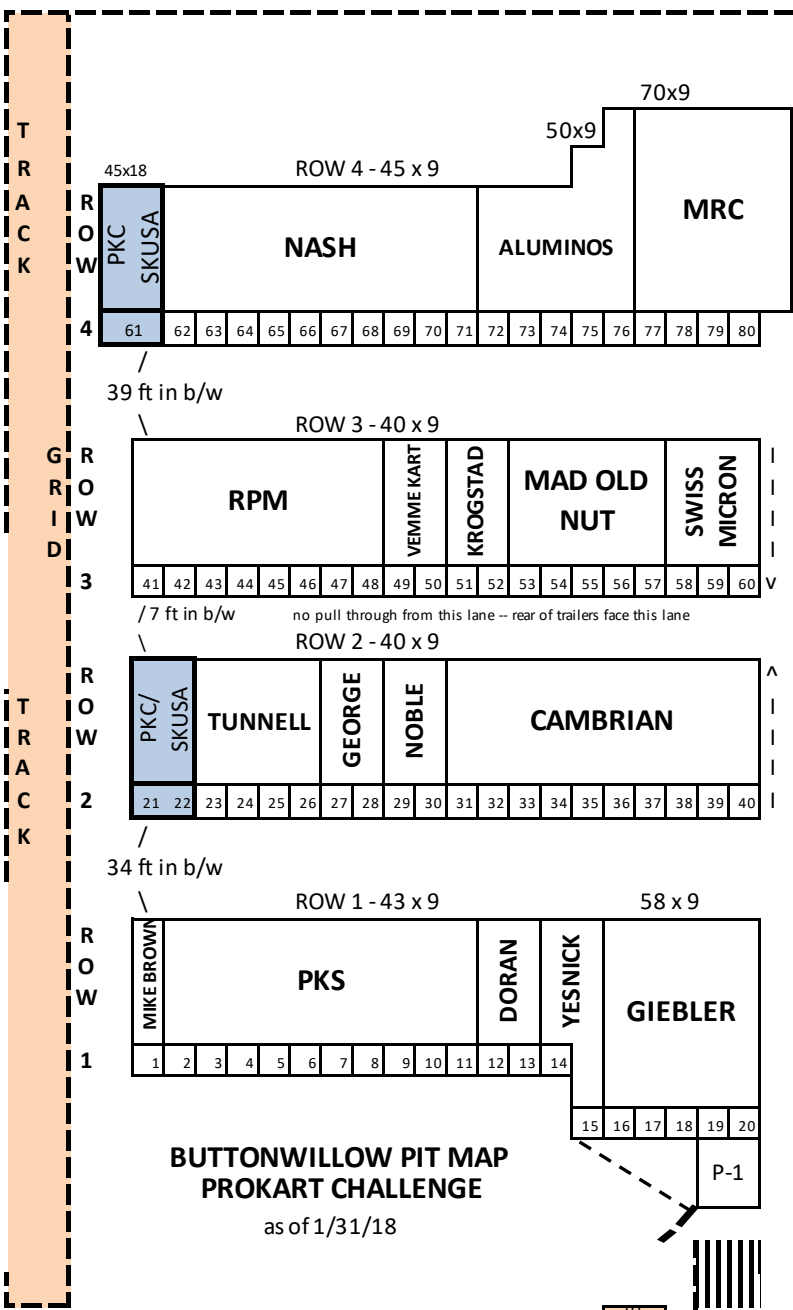 70x9
50x9
45x18
ROW 4 - 45 x 9
TRACK
ROW 4
PKC SKUSA
NASH
ALUMINOS
MRC
61 62 63 64 65 66 67 68 69 70 71 72 73 74 75 76 77 78 79 80
/
39 ft in b/w
\
ROW 3 - 40 x 9
GRID
ROW 3
RPM
VEMME KART
KROGSTAD
MAD OLD
NUT
SWISS
MICRON
41 42 43 44 45 46 47 48 49 50 51 52 53 54 55 56 57 58 59 60 v
/ 7 ft in b/w no pull through from this lane -- rear of trailers face this lane
\
ROW 2 - 40 x 9
TRACK
ROW 2
PKC/
SKUSA
TUNNELL
GEORGE
NOBLE
CAMBRIAN
^
21 22 23 24 25 26 27 28 29 30 31 32 33 34 35 36 37 38 39 40
/
34 ft in b/w
\
ROW 1 - 43 x 9
58 x 9
ROW 1
MIKE BROWN
PKS
DORAN
YESNICK
GIEBLER
1 2 3 4 5 6 7 8 9 10 11 12 13 14
15 16 17 18 19 20
P-1
BUTTONWILLOW PIT MAP
PROKART CHALLENGE
as of 1/31/18